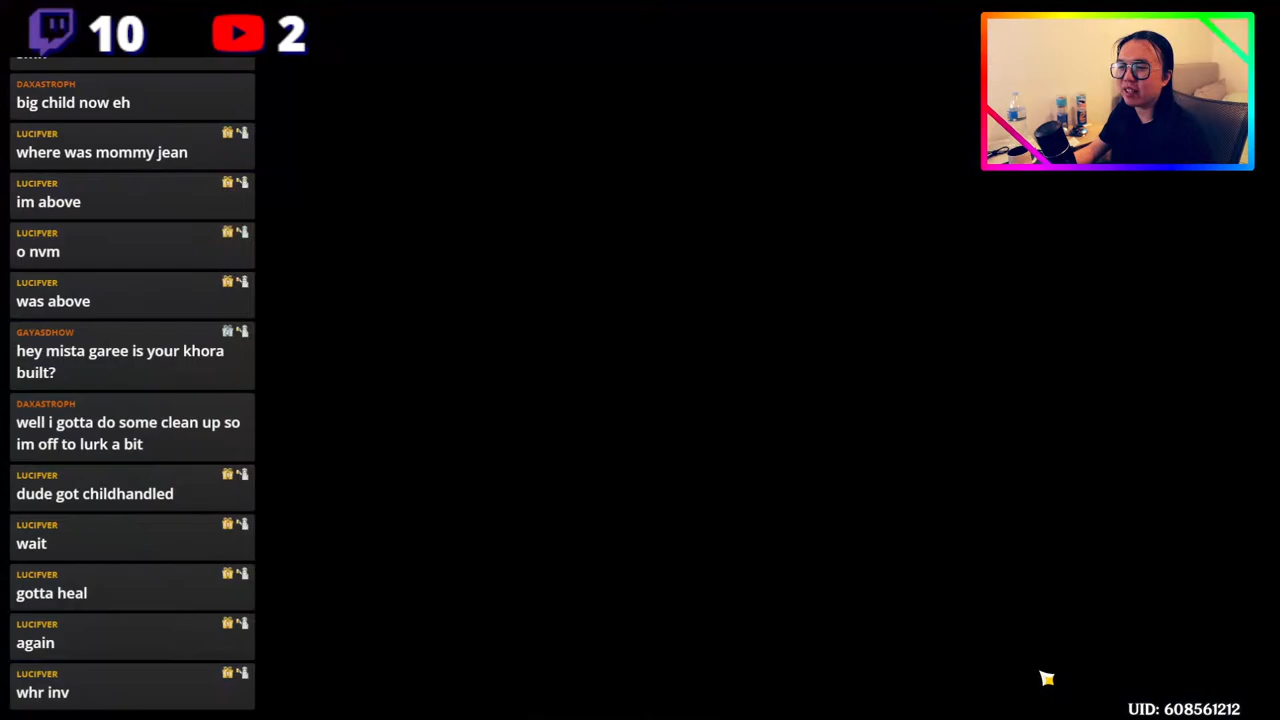 10
2
DAXASTROPH
big child now eh
LUCIFVER
where was mommy jean
LUCIFVER
im above
LUCIFVER
o nvm
LUCIFVER
was above
GAYASDHOW
hey mista garee is your khora
built?
DAXASTROPH
well i gotta do some clean up so
im off to lurk a bit
LUCIFVER
dude got childhandled
LUCIFVER
wait
LUCIFVER
gotta heal
LUCIFVER
again
LUCIFVER
whr inv
UID: 608561212